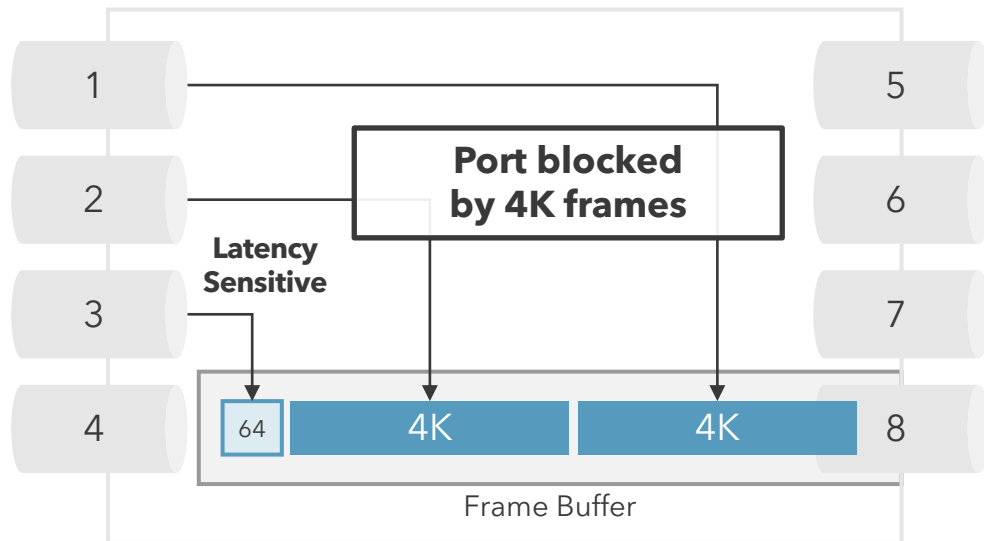 1
5
Port blocked
by 4K frames
2
6
Latency
Sensitive
3
7
4
64
4K
4K
8
Frame Buffer